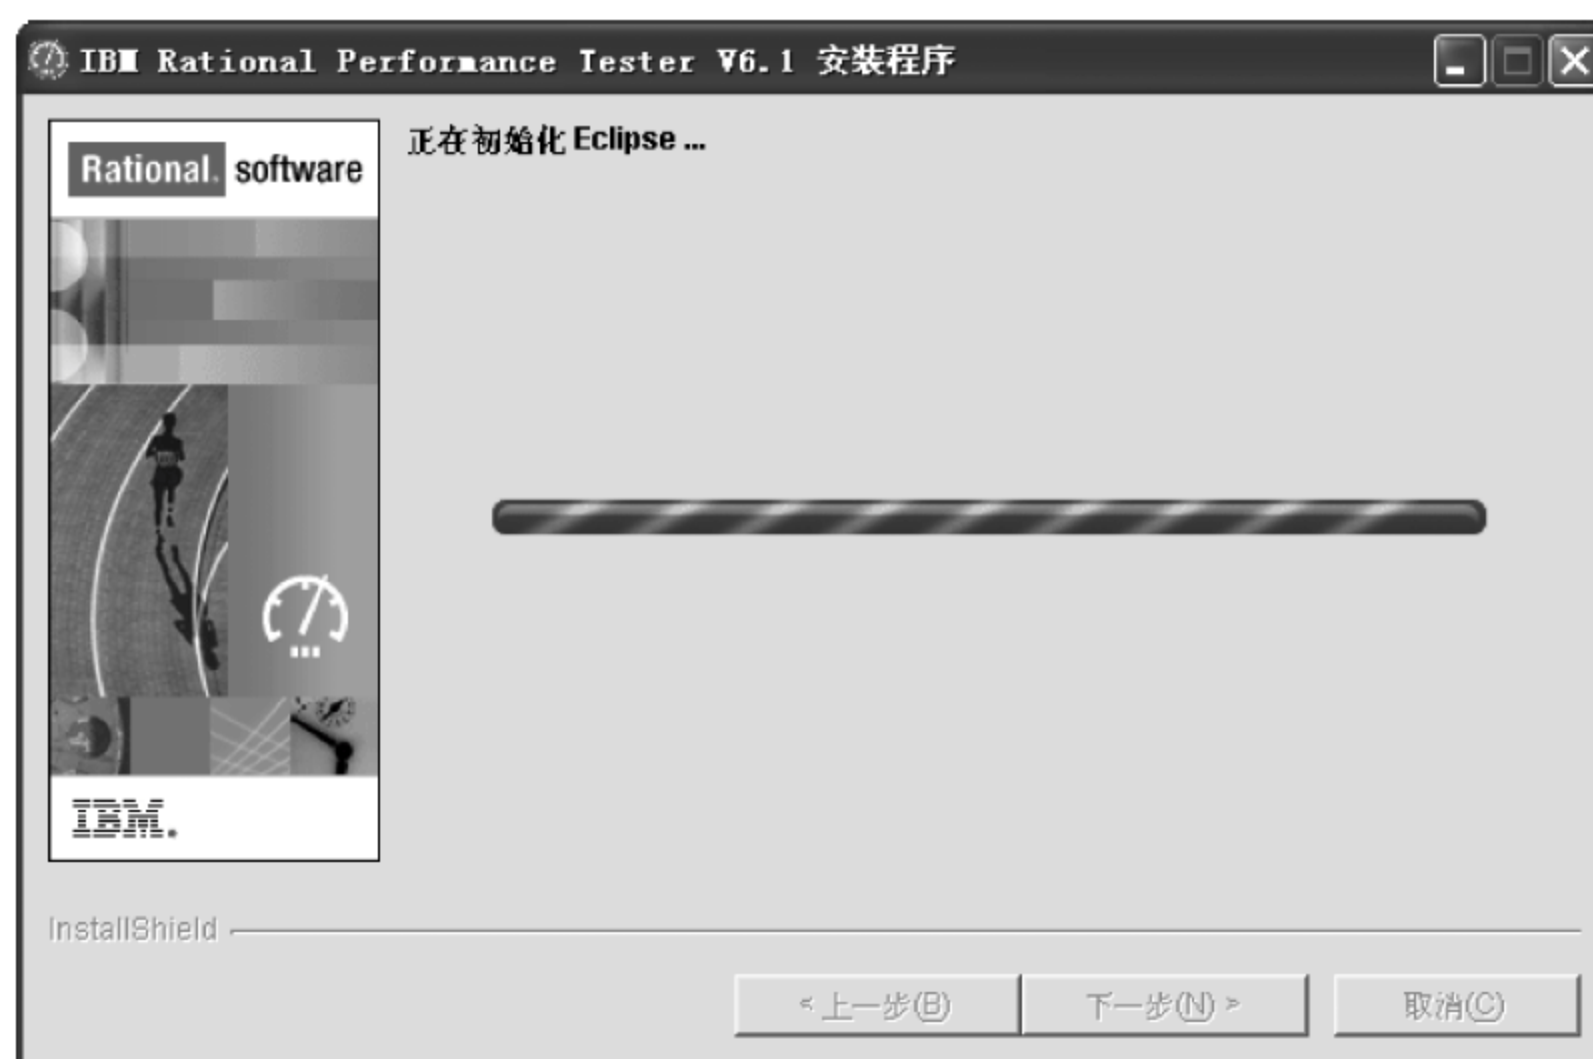 IBM Rational Performance Tester V6.1 安装程序
正在初始化 Eclipse ...
Rational. software
IBM.
InstallShield
< 上一步(B) 下一步(N) > 取消(C)